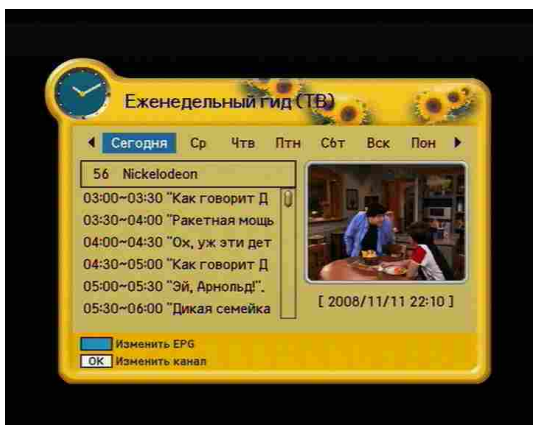 Еженедельный гид (ТВ)
Сегодня Ср Чтв Птн Сбт Вск Пон
56 Nickelodeon
03:00~03:30 "Как говорит Д
03:30~04:00 "Ракетная мощь
04:00~04:30 "Ох, уж эти дет
04:30~05:00 "Как говорит Д
05:00~05:30 "Эй, Арнольд!".
05:30~06:00 "Дикая семейка
[ 2008/11/11 22:10 ]
Изменить EPG
OK Изменить канал